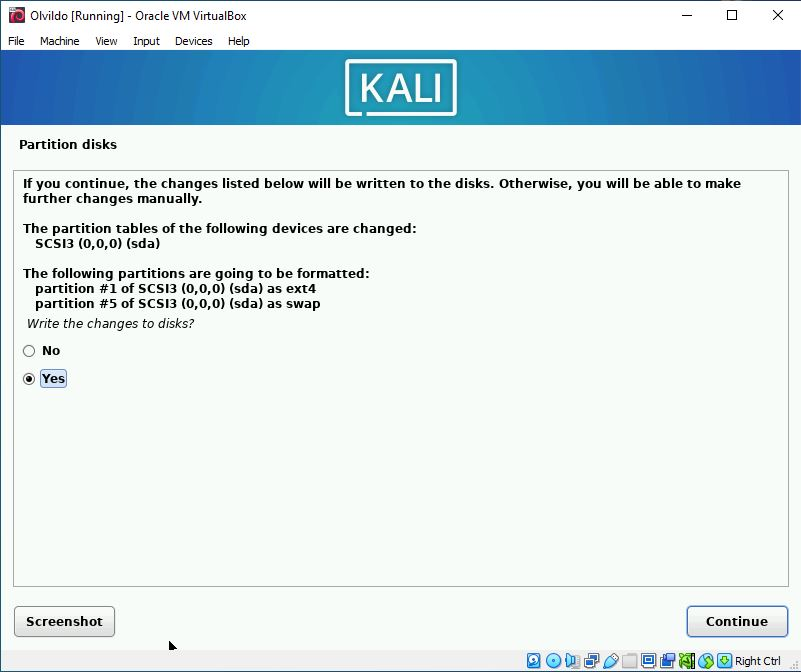 Olvildo [Running] - Oracle VM VirtualBox
File Machine View Input Devices Help
KALI
Partition disks
If you continue, the changes listed below will be written to the disks. Otherwise, you will be able to make
further changes manually.
The partition tables of the following devices are changed:
SCSI3 (0,0,0) (sda)
The following partitions are going to be formatted:
partition #1 of SCSI3 (0,0,0) (sda) as ext4
partition #5 of SCSI3 (0,0,0) (sda) as swap
Write the changes to disks?
No
Yes
Screenshot Continue
Right Ctrl